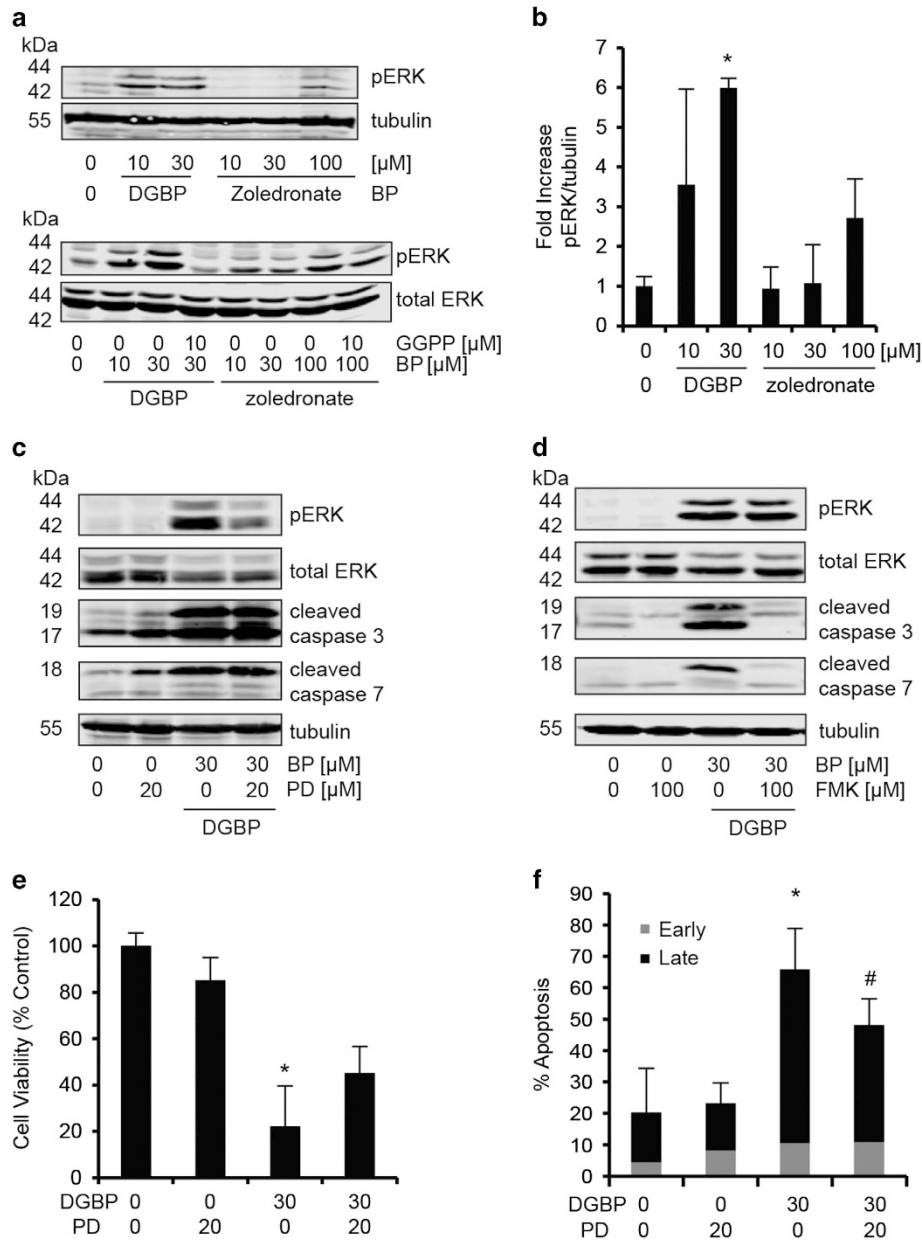 a
kDa
44
42
pERK
55
tubulin
0 10 30 10 30 100 [µM]
0 DGBP Zoledronate BP
44
42
pERK
44
42
total ERK
0 0 0 10 0 0 0 10 GGPP [µM]
0 10 30 30 10 30 100 100 BP [µM]
DGBP zoledronate
b
Fold Increase
pERK/tubulin
7
6
5
4
3
2
1
0
*
0 10 30 10 30 100 [µM]
0 DGBP zoledronate
c
kDa
44
42
pERK
44
42
total ERK
19
17
cleaved
caspase 3
18
cleaved
caspase 7
55
tubulin
0 0 30 30 BP [µM]
0 20 0 20 PD [µM]
DGBP
d
kDa
44
42
pERK
44
42
total ERK
19
17
cleaved
caspase 3
18
cleaved
caspase 7
55
tubulin
0 0 30 30 BP [µM]
0 100 0 100 FMK [µM]
DGBP
e
Cell Viability (% Control)
120
100
80
60
40
20
0
*
DGBP 0 0 30 30
PD 0 20 0 20
f
% Apoptosis
90
80
70
60
50
40
30
20
10
0
Early
Late
*
#
DGBP 0 0 30 30
PD 0 20 0 20